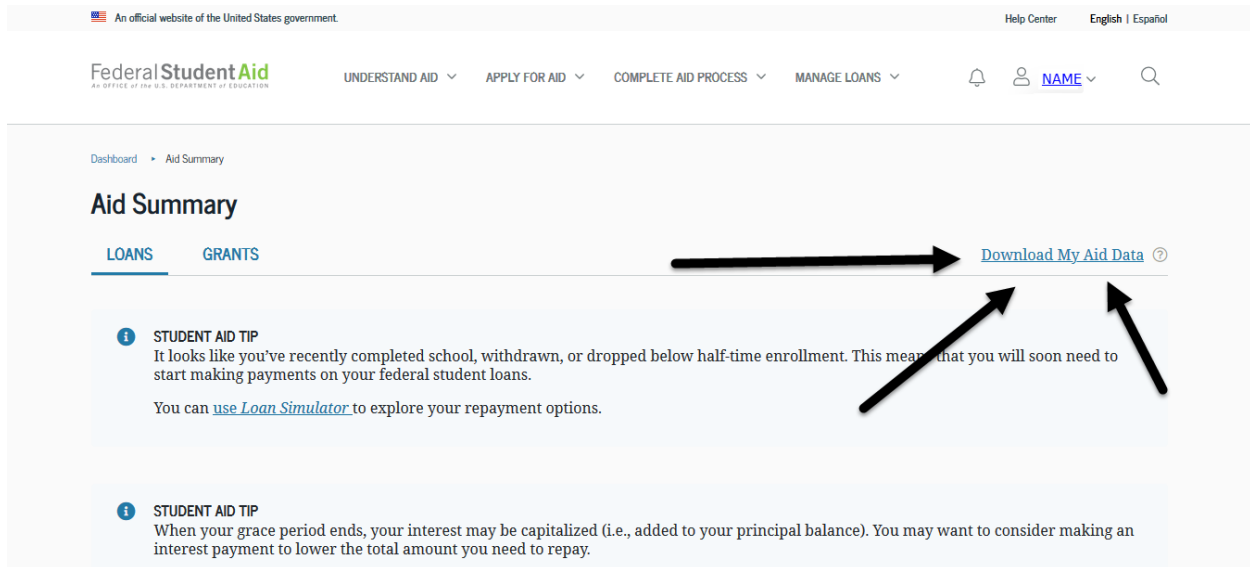 An official website of the United States government.
Help Center English | Español
Federal Student Aid
An OFFICE of the U.S. DEPARTMENT of EDUCATION
UNDERSTAND AID APPLY FOR AID COMPLETE AID PROCESS MANAGE LOANS NAME
Dashboard ▸ Aid Summary
Aid Summary
LOANS GRANTS Download My Aid Data ?
STUDENT AID TIP
It looks like you've recently completed school, withdrawn, or dropped below half-time enrollment. This means that you will soon need to
start making payments on your federal student loans.
You can use Loan Simulator to explore your repayment options.
STUDENT AID TIP
When your grace period ends, your interest may be capitalized (i.e., added to your principal balance). You may want to consider making an
interest payment to lower the total amount you need to repay.